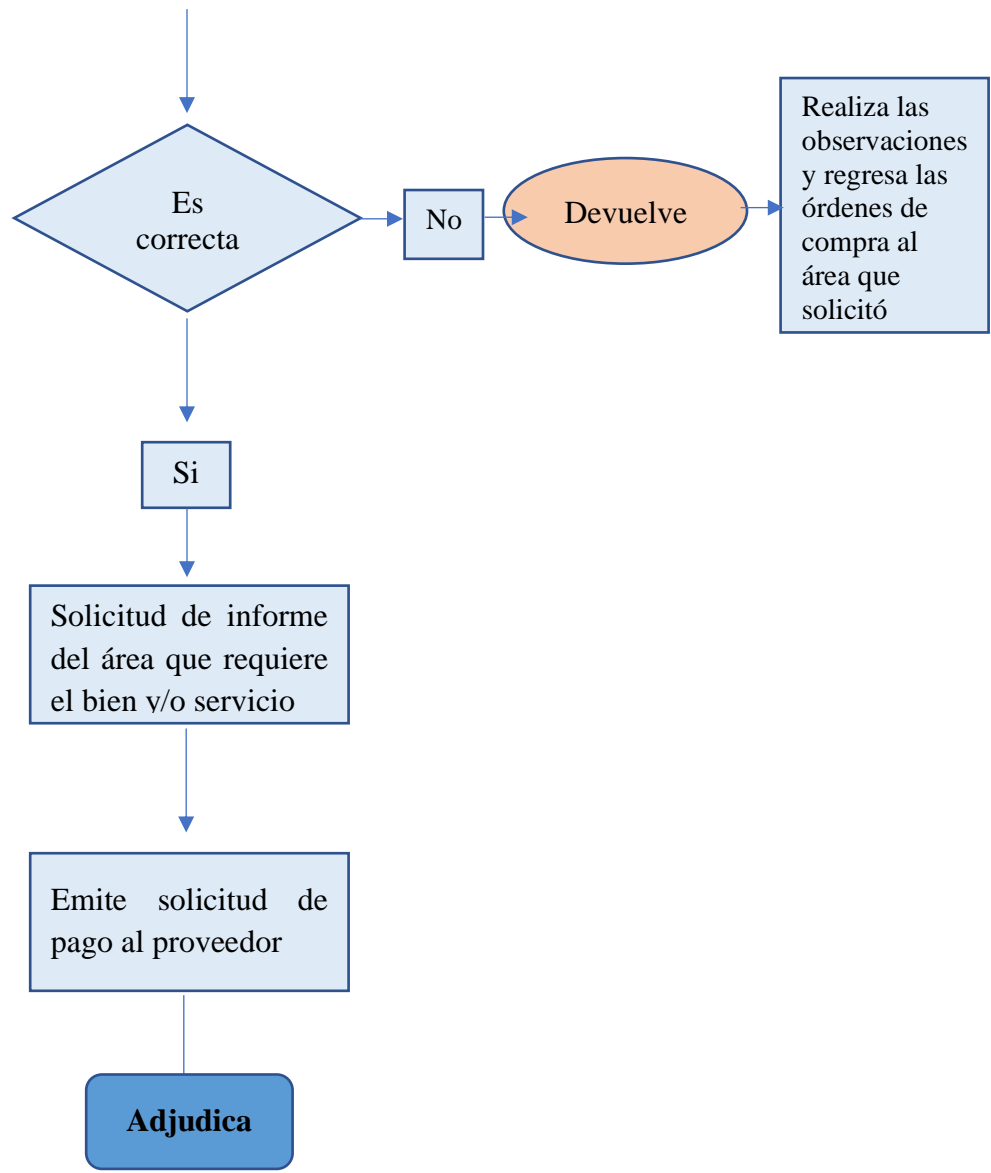 Es
correcta
No
Devuelve
Realiza las
observaciones
y regresa las
órdenes de
compra al
área que
solicitó
Si
Solicitud de informe
del área que requiere
el bien y/o servicio
Emite solicitud de
pago al proveedor
Adjudica